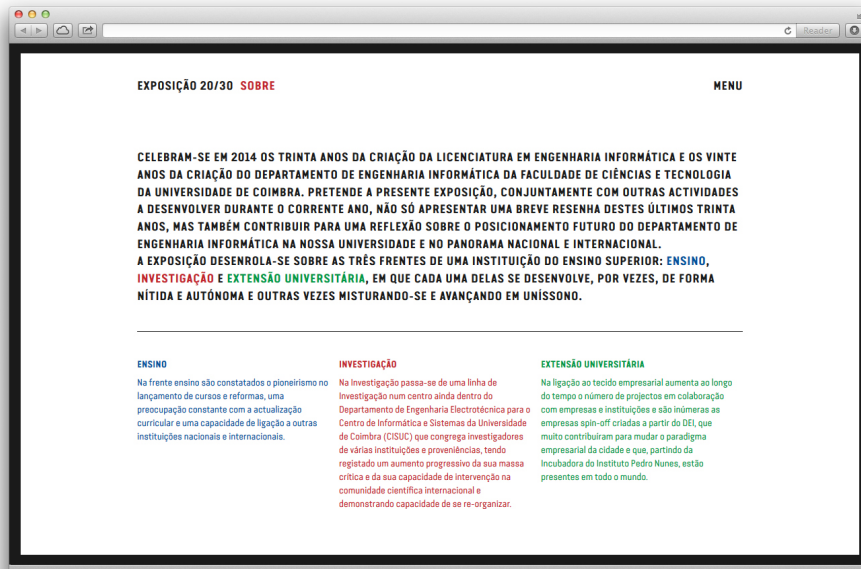 Reader
EXPOSIÇÃO 20/30 SOBRE
MENU
CELEBRAM-SE EM 2014 OS TRINTA ANOS DA CRIAÇÃO DA LICENCIATURA EM ENGENHARIA INFORMÁTICA E OS VINTE
ANOS DA CRIAÇÃO DO DEPARTAMENTO DE ENGENHARIA INFORMÁTICA DA FACULDADE DE CIÊNCIAS E TECNOLOGIA
DA UNIVERSIDADE DE COIMBRA. PRETENDE A PRESENTE EXPOSIÇÃO, CONJUNTAMENTE COM OUTRAS ACTIVIDADES
A DESENVOLVER DURANTE O CORRENTE ANO, NÃO SÓ APRESENTAR UMA BREVE RESENHA DESTES ÚLTIMOS TRINTA
ANOS, MAS TAMBÉM CONTRIBUIR PARA UMA REFLEXÃO SOBRE O POSICIONAMENTO FUTURO DO DEPARTAMENTO DE
ENGENHARIA INFORMÁTICA NA NOSSA UNIVERSIDADE E NO PANORAMA NACIONAL E INTERNACIONAL.
A EXPOSIÇÃO DESENROLA-SE SOBRE AS TRÊS FRENTES DE UMA INSTITUIÇÃO DO ENSINO SUPERIOR: ENSINO,
INVESTIGAÇÃO E EXTENSÃO UNIVERSITÁRIA, EM QUE CADA UMA DELAS SE DESENVOLVE, POR VEZES, DE FORMA
NÍTIDA E AUTÓNOMA E OUTRAS VEZES MISTURANDO-SE E AVANÇANDO EM UNÍSSONO.
ENSINO
Na frente ensino são constatados o pioneirismo no
lançamento de cursos e reformas, uma
preocupação constante com a actualização
curricular e uma capacidade de ligação a outras
instituições nacionais e internacionais.
INVESTIGAÇÃO
Na Investigação passa-se de uma linha de
Investigação num centro ainda dentro do
Departamento de Engenharia Electrotécnica para o
Centro de Informática e Sistemas da Universidade
de Coimbra (CISUC) que congrega investigadores
de várias instituições e proveniências, tendo
registado um aumento progressivo da sua massa
crítica e da sua capacidade de intervenção na
comunidade científica internacional e
demonstrando capacidade de se re-organizar.
EXTENSÃO UNIVERSITÁRIA
Na ligação ao tecido empresarial aumenta ao longo
do tempo o número de projectos em colaboração
com empresas e instituições e são inúmeras as
empresas spin-off criadas a partir do DEI, que
muito contribuiram para mudar o paradigma
empresarial da cidade e que, partindo da
Incubadora do Instituto Pedro Nunes, estão
presentes em todo o mundo.